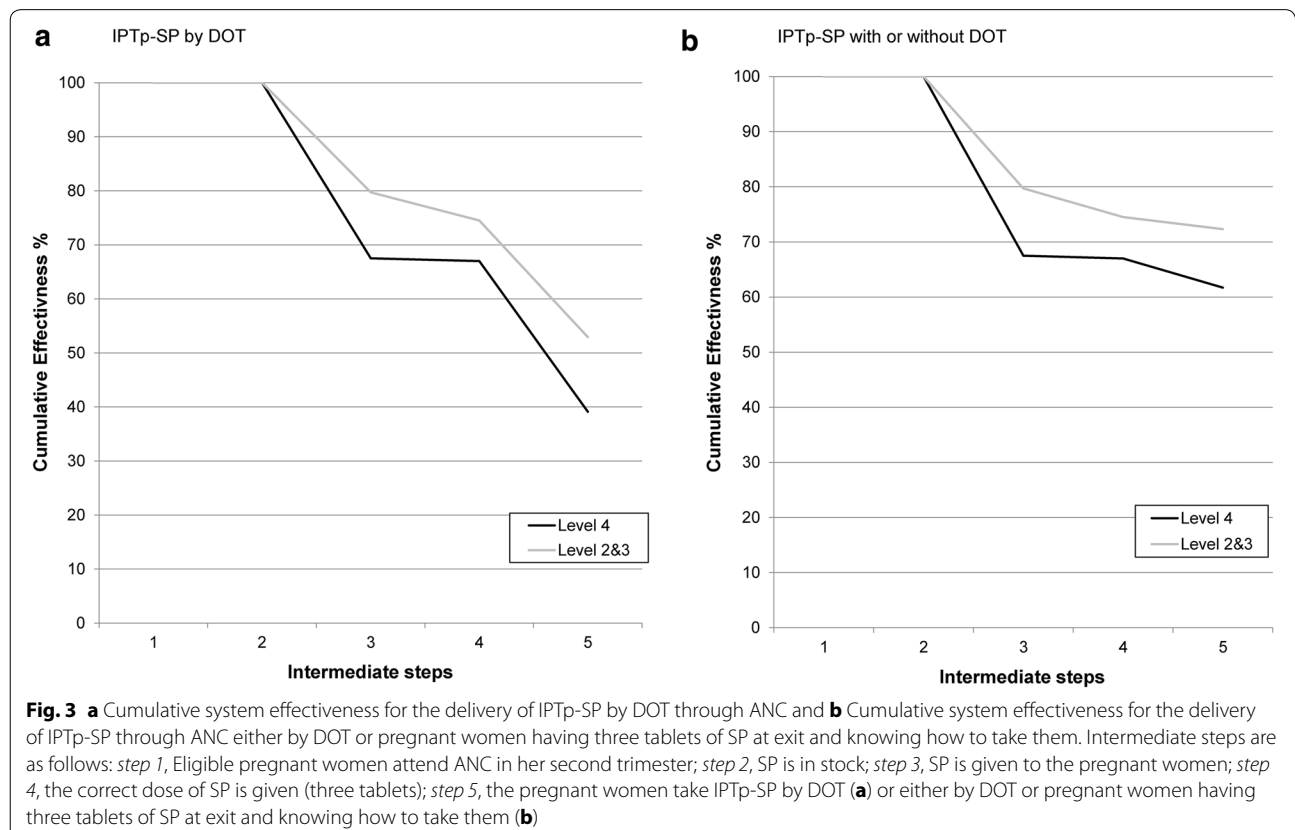 a
IPTp-SP by DOT
100
90
80
70
60
50
40
30
20
10
0
Cumulative Effectivness %
Level 4
Level 2&3
1 2 3 4 5
Intermediate steps
b
IPTp-SP with or without DOT
100
90
80
70
60
50
40
30
20
10
0
Cumulative Effectivness %
Level 4
Level 2&3
1 2 3 4 5
Intermediate steps
Fig. 3 a Cumulative system effectiveness for the delivery of IPTp-SP by DOT through ANC and b Cumulative system effectiveness for the delivery
of IPTp-SP through ANC either by DOT or pregnant women having three tablets of SP at exit and knowing how to take them. Intermediate steps are
as follows: step 1, Eligible pregnant women attend ANC in her second trimester; step 2, SP is in stock; step 3, SP is given to the pregnant women; step
4, the correct dose of SP is given (three tablets); step 5, the pregnant women take IPTp-SP by DOT (a) or either by DOT or pregnant women having
three tablets of SP at exit and knowing how to take them (b)